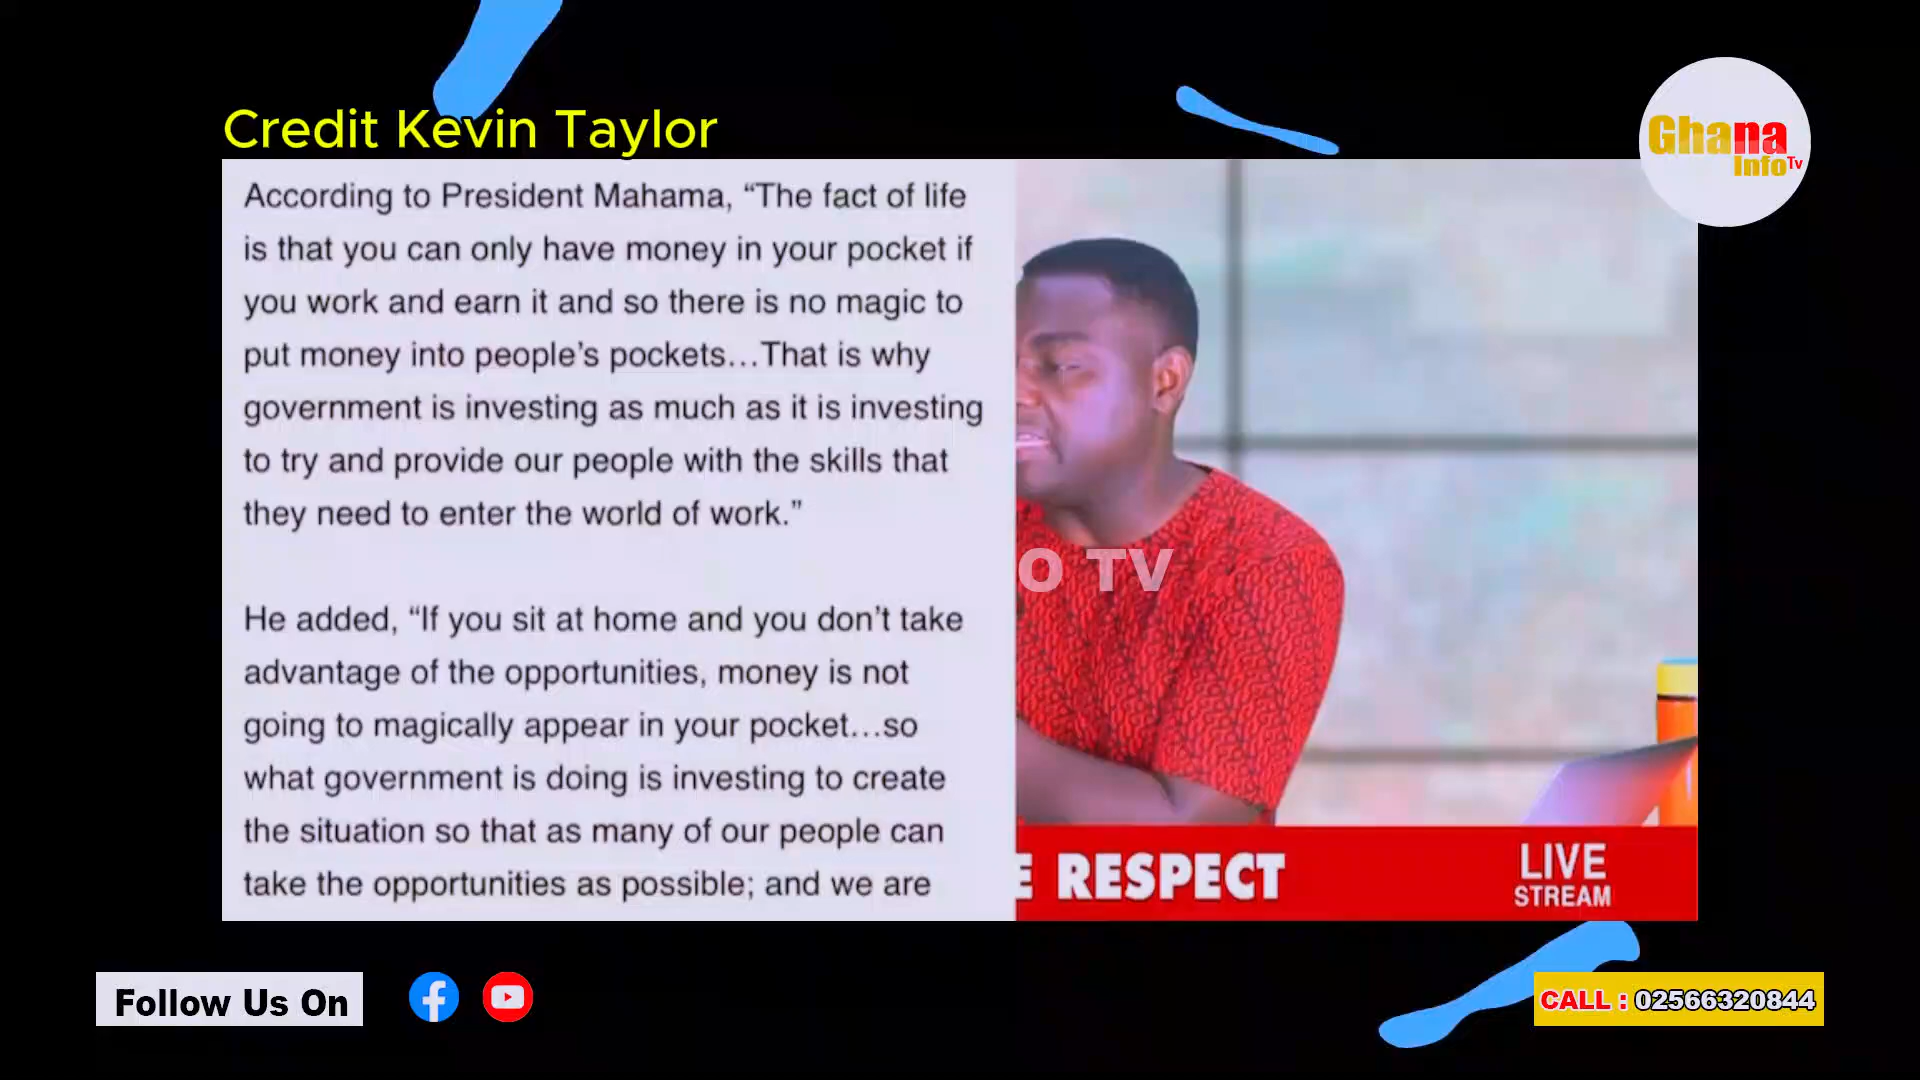 Credit Kevin Taylor
Ghana
Info Tv
According to President Mahama, “The fact of life
is that you can only have money in your pocket if
you work and earn it and so there is no magic to
put money into people’s pockets…That is why
government is investing as much as it is investing
to try and provide our people with the skills that
they need to enter the world of work.”
He added, “If you sit at home and you don’t take
advantage of the opportunities, money is not
going to magically appear in your pocket…so
what government is doing is investing to create
the situation so that as many of our people can
take the opportunities as possible; and we are
O TV
E RESPECT
LIVE
STREAM
Follow Us On
CALL : 02566320844